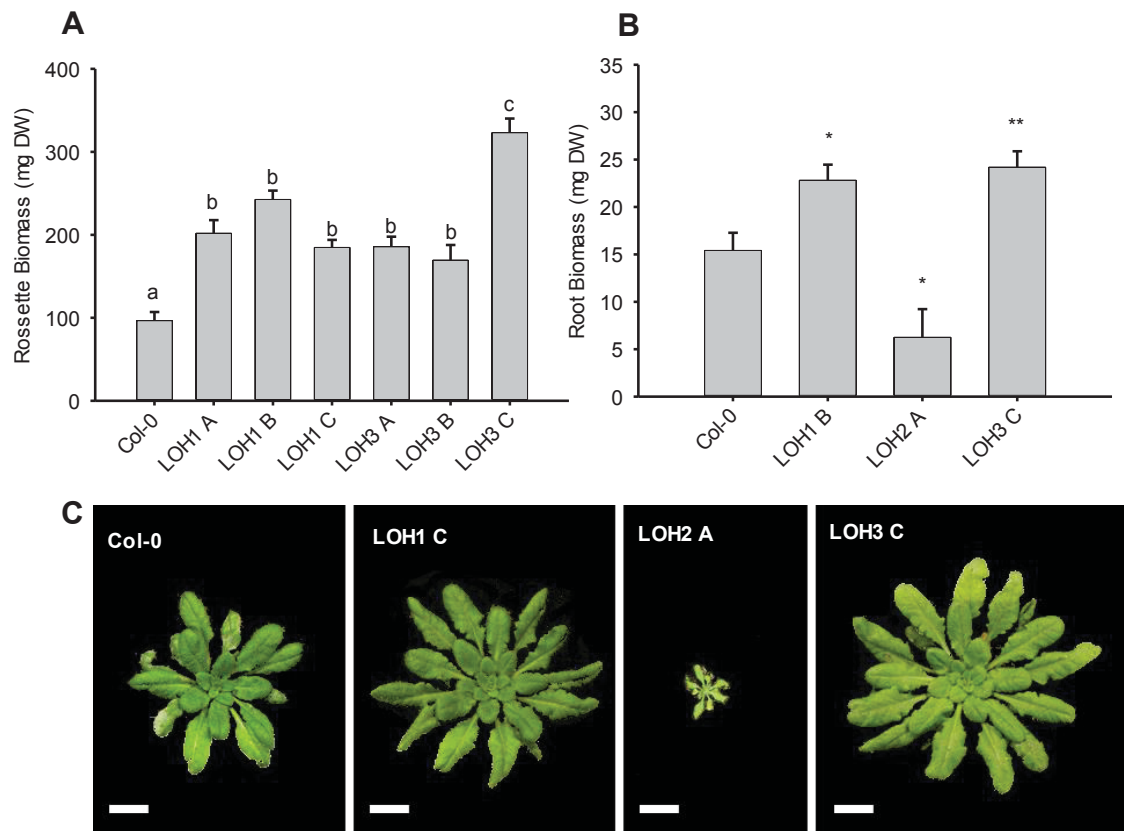 A
Rossette Biomass (mg DW)
400
300
200
100
0
a
b
b
b
b
b
c
Col-0
LOH1 A
LOH1 B
LOH1 C
LOH3 A
LOH3 B
LOH3 C
B
Root Biomass (mg DW)
35
30
25
20
15
10
5
0
*
*
**
Col-0
LOH1 B
LOH2 A
LOH3 C
C
Col-0
LOH1 C
LOH2 A
LOH3 C